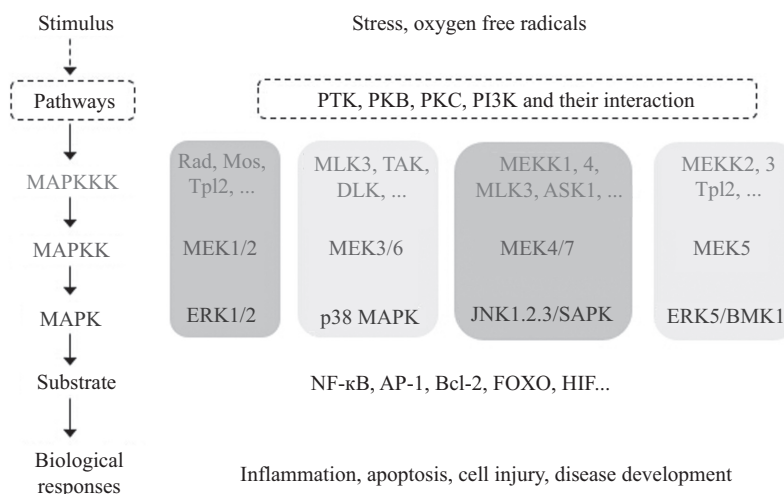 Stimulus
Stress, oxygen free radicals
Pathways
PTK, PKB, PKC, PI3K and their interaction
MAPKKK
Rad, Mos,
Tpl2, ...
MLK3, TAK,
DLK, ...
MEKK1, 4,
MLK3, ASK1, ...
MEKK2, 3
Tpl2, ...
MAPKK
MEK1/2
MEK3/6
MEK4/7
MEK5
MAPK
ERK1/2
p38 MAPK
JNK1.2.3/SAPK
ERK5/BMK1
Substrate
NF-κB, AP-1, Bcl-2, FOXO, HIF...
Biological
responses
Inflammation, apoptosis, cell injury, disease development